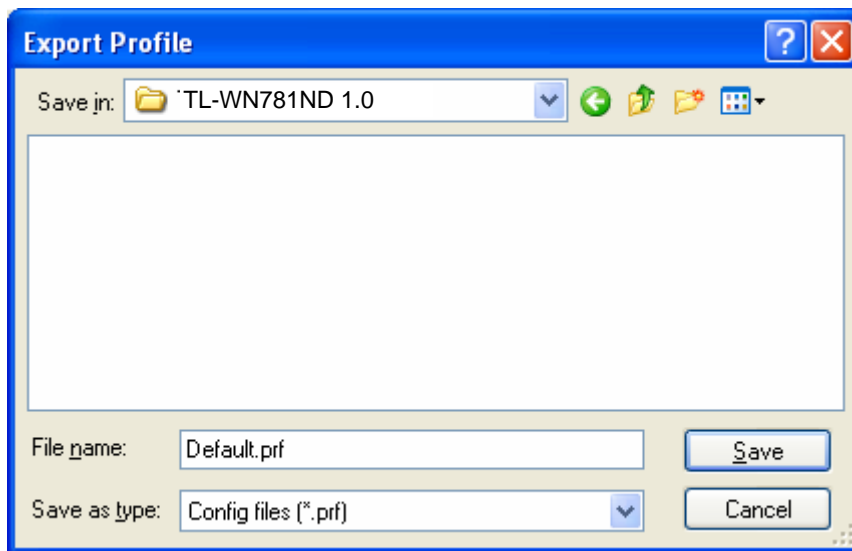 Export Profile
Save in: TL-WN781ND 1.0
File name: Default.prf Save
Save as type: Config files (*.prf) Cancel